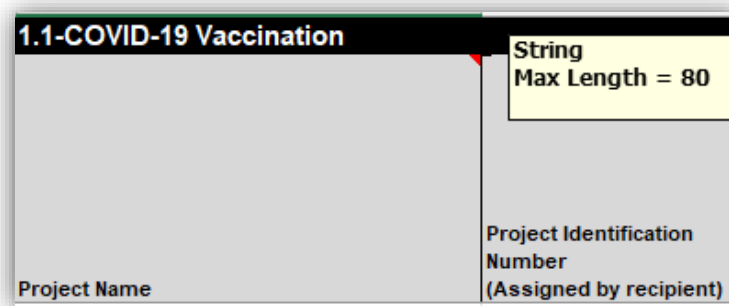 1.1-COVID-19 Vaccination
String
Max Length = 80
Project Name
Project Identification
Number
(Assigned by recipient)